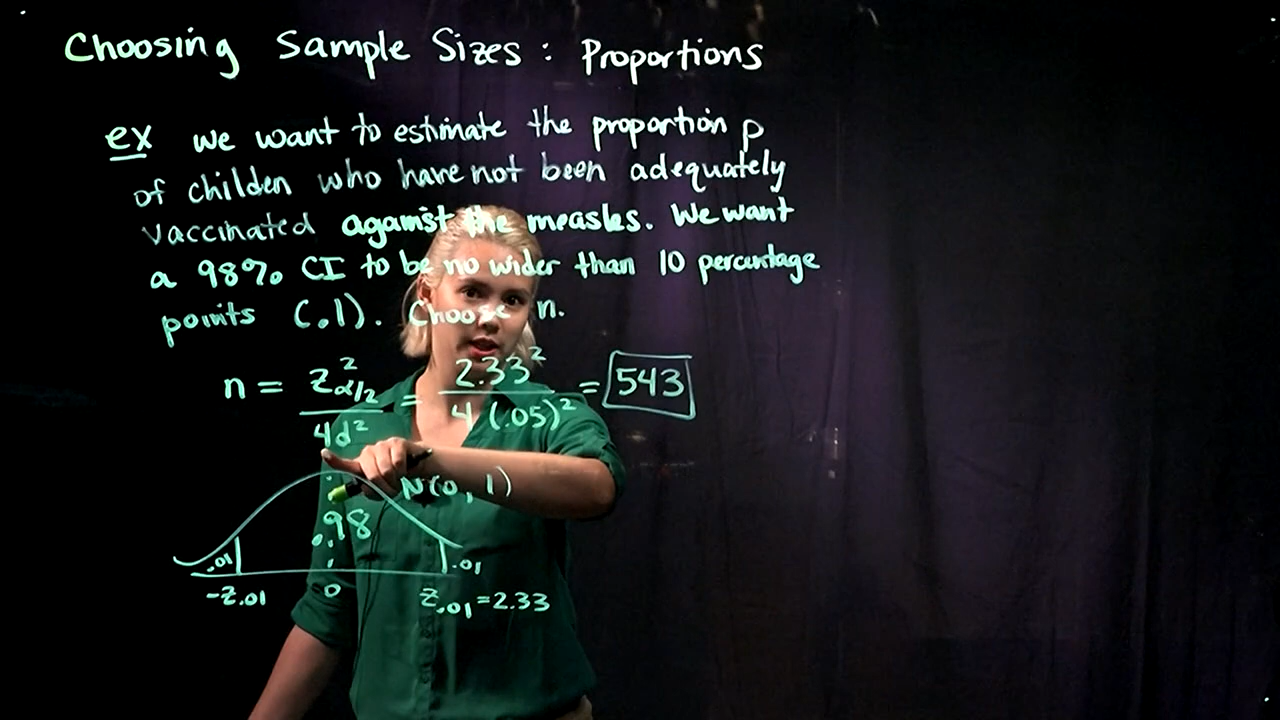 Choosing Sample Sizes: Proportions
ex we want to estimate the proportion p
of childen who have not been adequately
vaccinated against the measles. We want
a 98% CI to be no wider than 10 percentage
points (.1). Choose n.
n = z²α/2 / 4d² = 2.33² / 4(.05)² = 543
N(0,1)
.98
.01 .01
-z.01 0 z.01=2.33